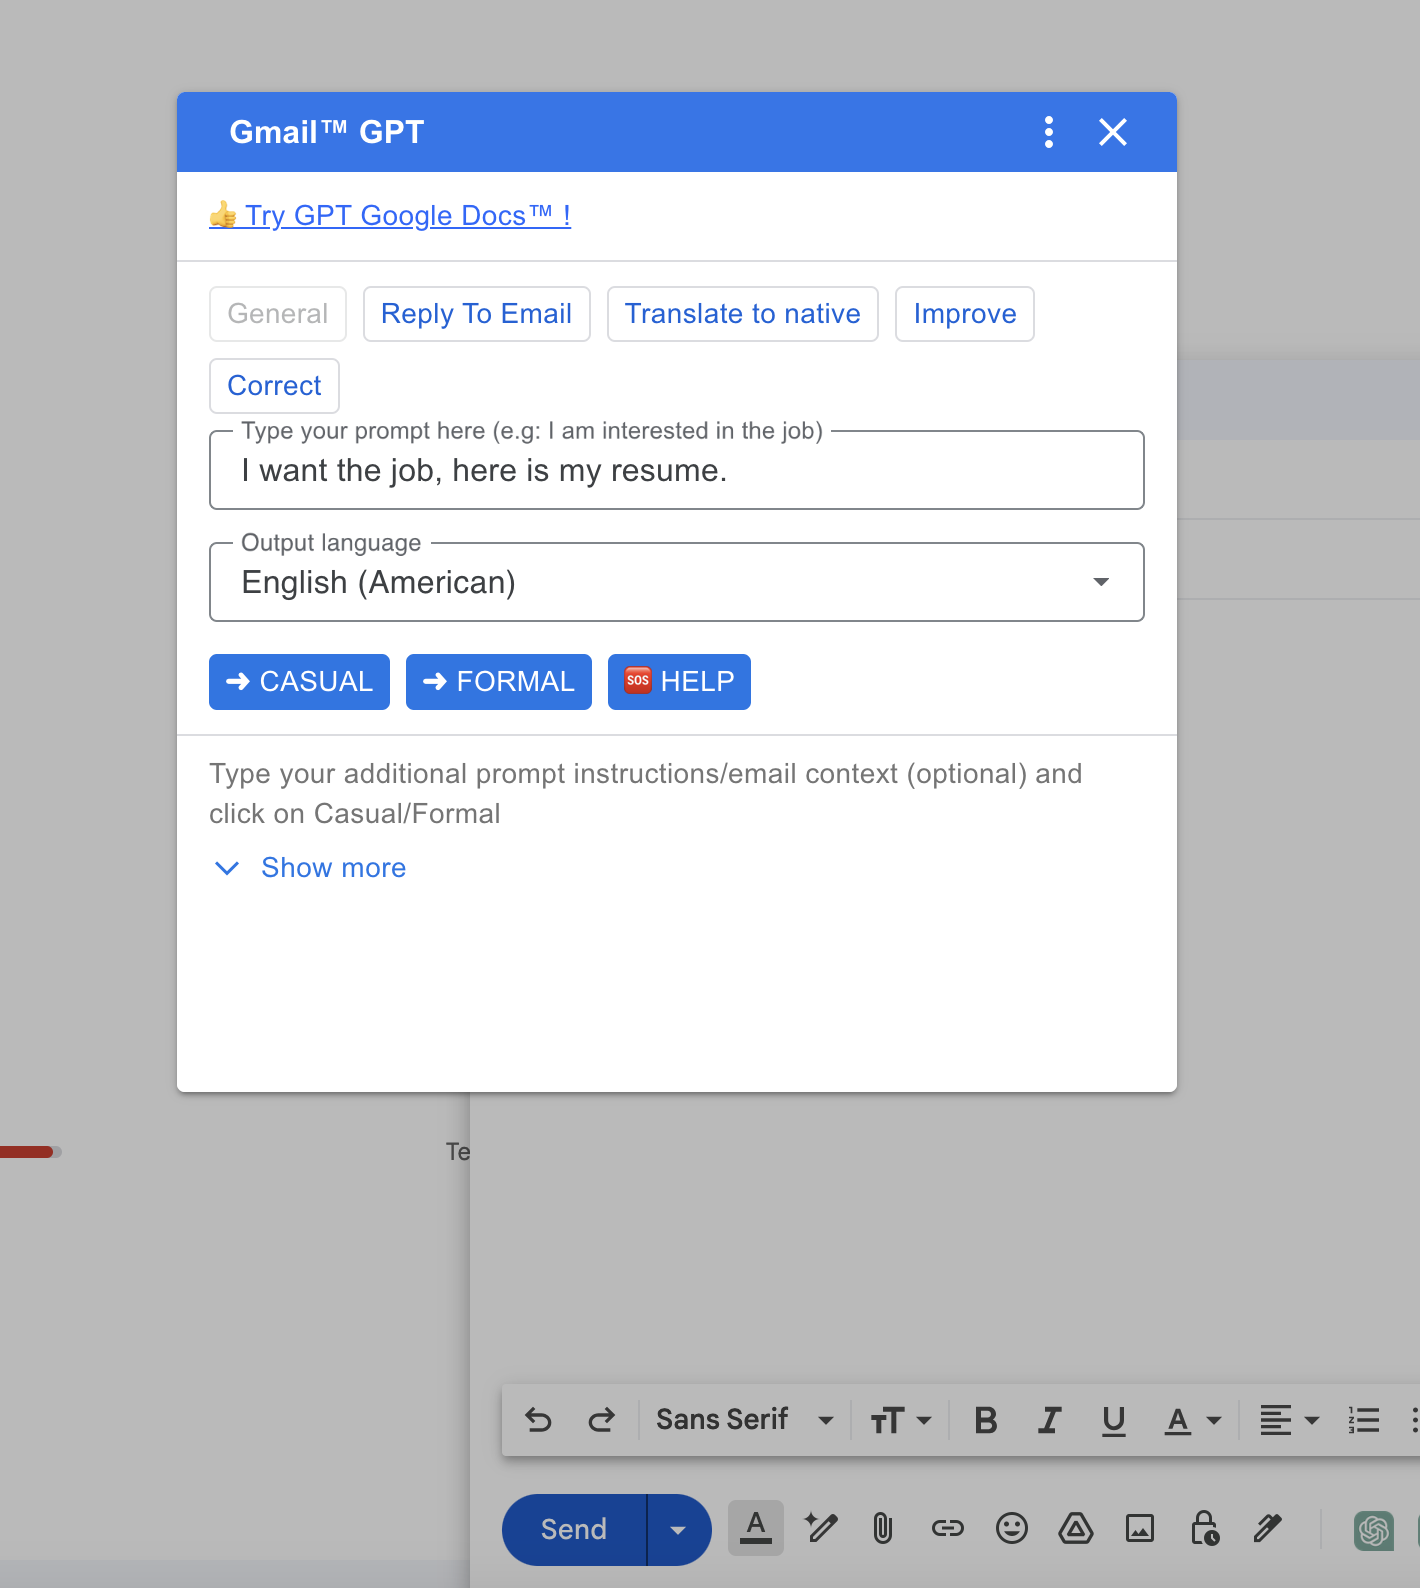 Gmail™ GPT
👍 Try GPT Google Docs™ !
General Reply To Email Translate to native Improve
Correct
Type your prompt here (e.g: I am interested in the job)
I want the job, here is my resume.
Output language
English (American)
➜ CASUAL ➜ FORMAL 🆘 HELP
Type your additional prompt instructions/email context (optional) and
click on Casual/Formal
Show more
Te
Sans Serif
Send